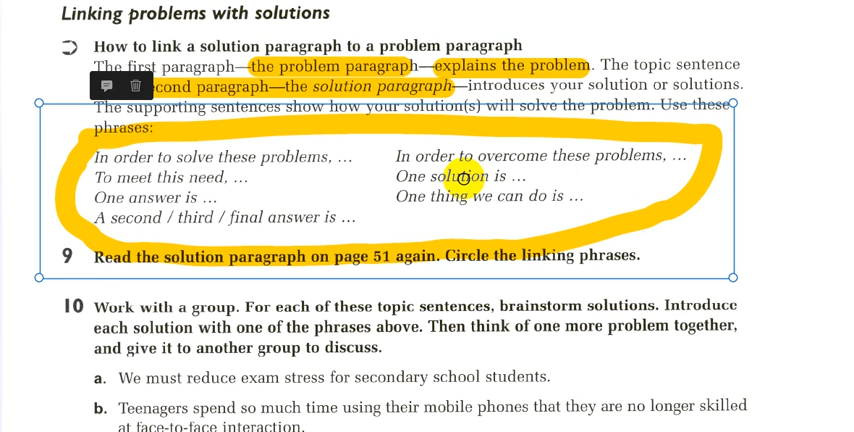 Linking problems with solutions
How to link a solution paragraph to a problem paragraph
The first paragraph—the problem paragraph—explains the problem. The topic sentence
cond paragraph—the solution paragraph—introduces your solution or solutions.
The supporting sentences show how your solution(s) will solve the problem. Use these
phrases:
In order to solve these problems, ... In order to overcome these problems, ...
To meet this need, ... One solution is ...
One answer is ... One thing we can do is ...
A second / third / final answer is ...
9 Read the solution paragraph on page 51 again. Circle the linking phrases.
10 Work with a group. For each of these topic sentences, brainstorm solutions. Introduce
each solution with one of the phrases above. Then think of one more problem together,
and give it to another group to discuss.
a. We must reduce exam stress for secondary school students.
b. Teenagers spend so much time using their mobile phones that they are no longer skilled
at face-to-face interaction.